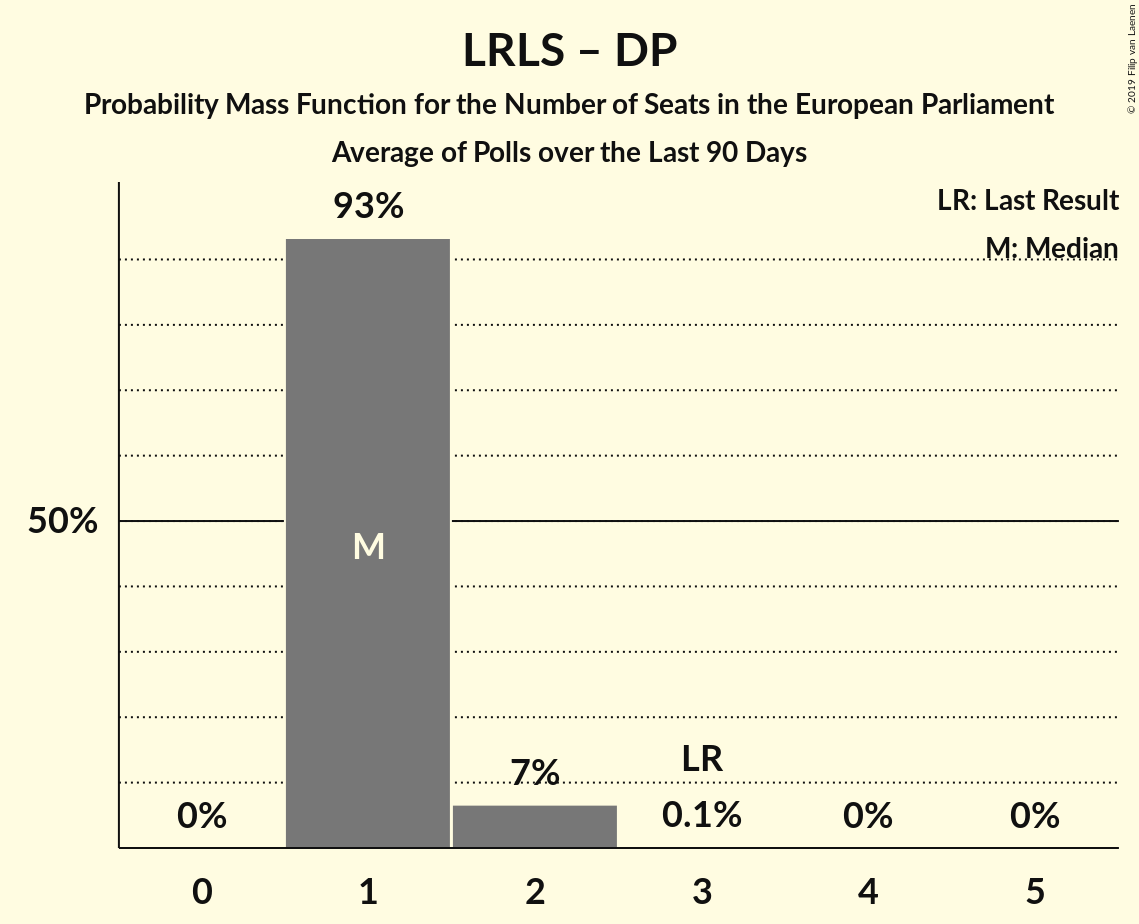 LRLS – DP
Probability Mass Function for the Number of Seats in the European Parliament
Average of Polls over the Last 90 Days
© 2019 Filip van Laenen
LR: Last Result
M: Median
93%
50%
M
7%
LR
0%
0.1%
0%
0%
0
1
2
3
4
5